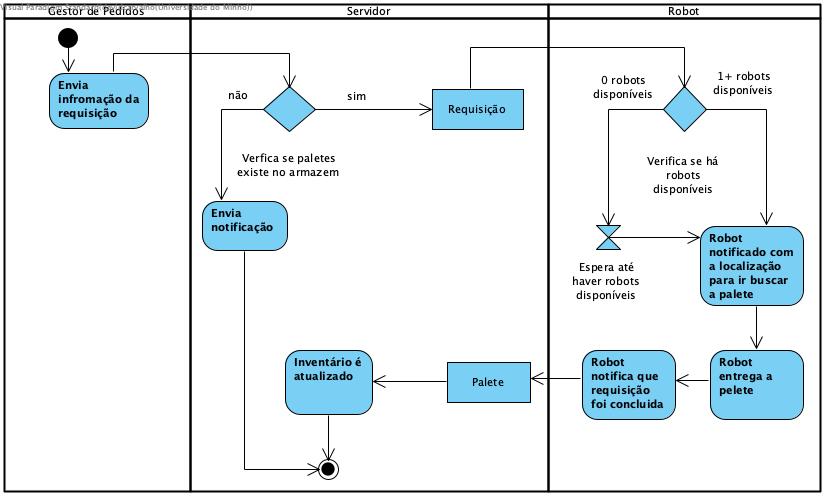 Visual Paradigm Standard
(Universidade do Minho))
Gestor de Pedidos
Servidor
Robot
Envia
infromação da
requisição
não
sim
Requisição
Verfica se paletes
existe no armazem
Envia
notificação
0 robots
disponíveis
1+ robots
disponíveis
Verifica se há
robots
disponíveis
Espera até
haver robots
disponíveis
Robot
notificado com
a localização
para ir buscar
a palete
Inventário é
atualizado
Palete
Robot
notifica que
requisição
foi concluida
Robot
entrega a
pelete